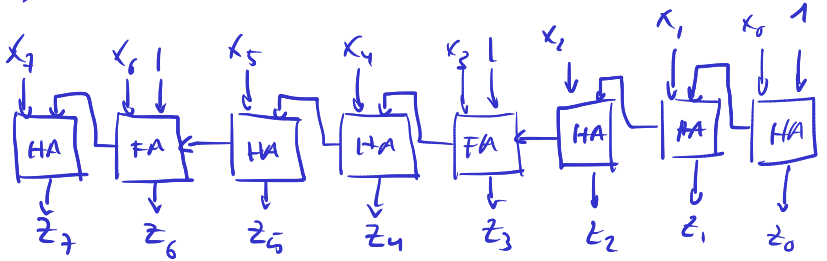 x₇ x₆ 1 x₅ x₄ x₃ 1 x₂ x₁ x₀ 1
HA FA HA HA FA HA HA HA
z₇ z₆ z₅ z₄ z₃ z₂ z₁ z₀